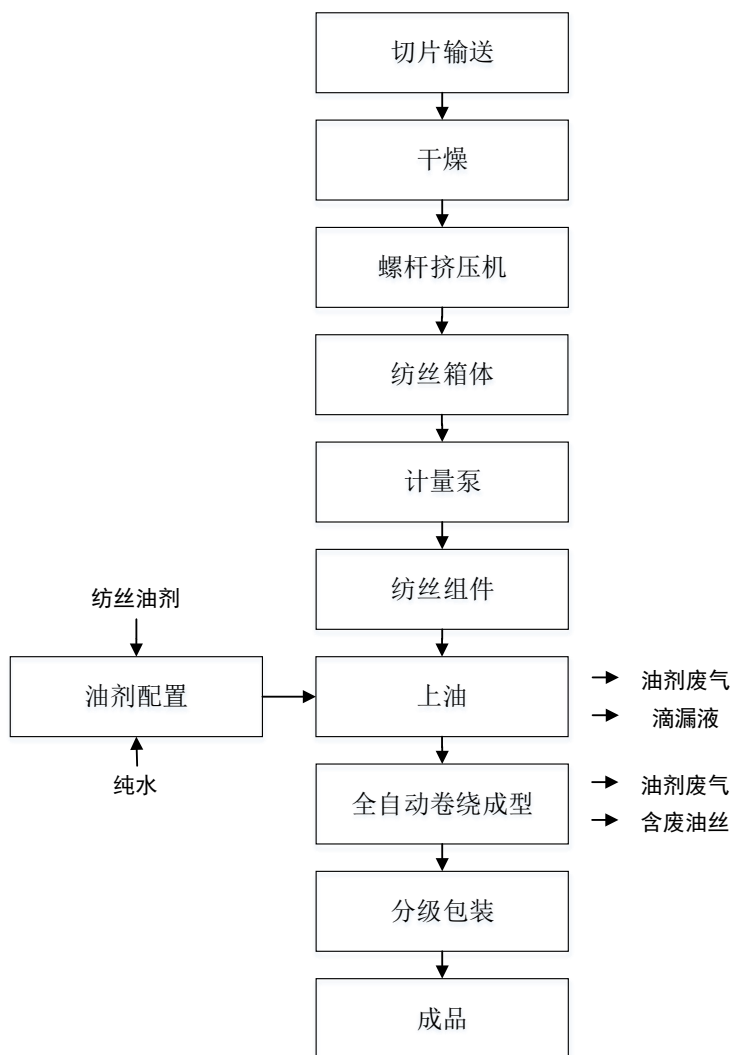 切片输送
干燥
螺杆挤压机
纺丝箱体
计量泵
纺丝组件
纺丝油剂
油剂配置
纯水
上油
油剂废气
滴漏液
全自动卷绕成型
油剂废气
含废油丝
分级包装
成品